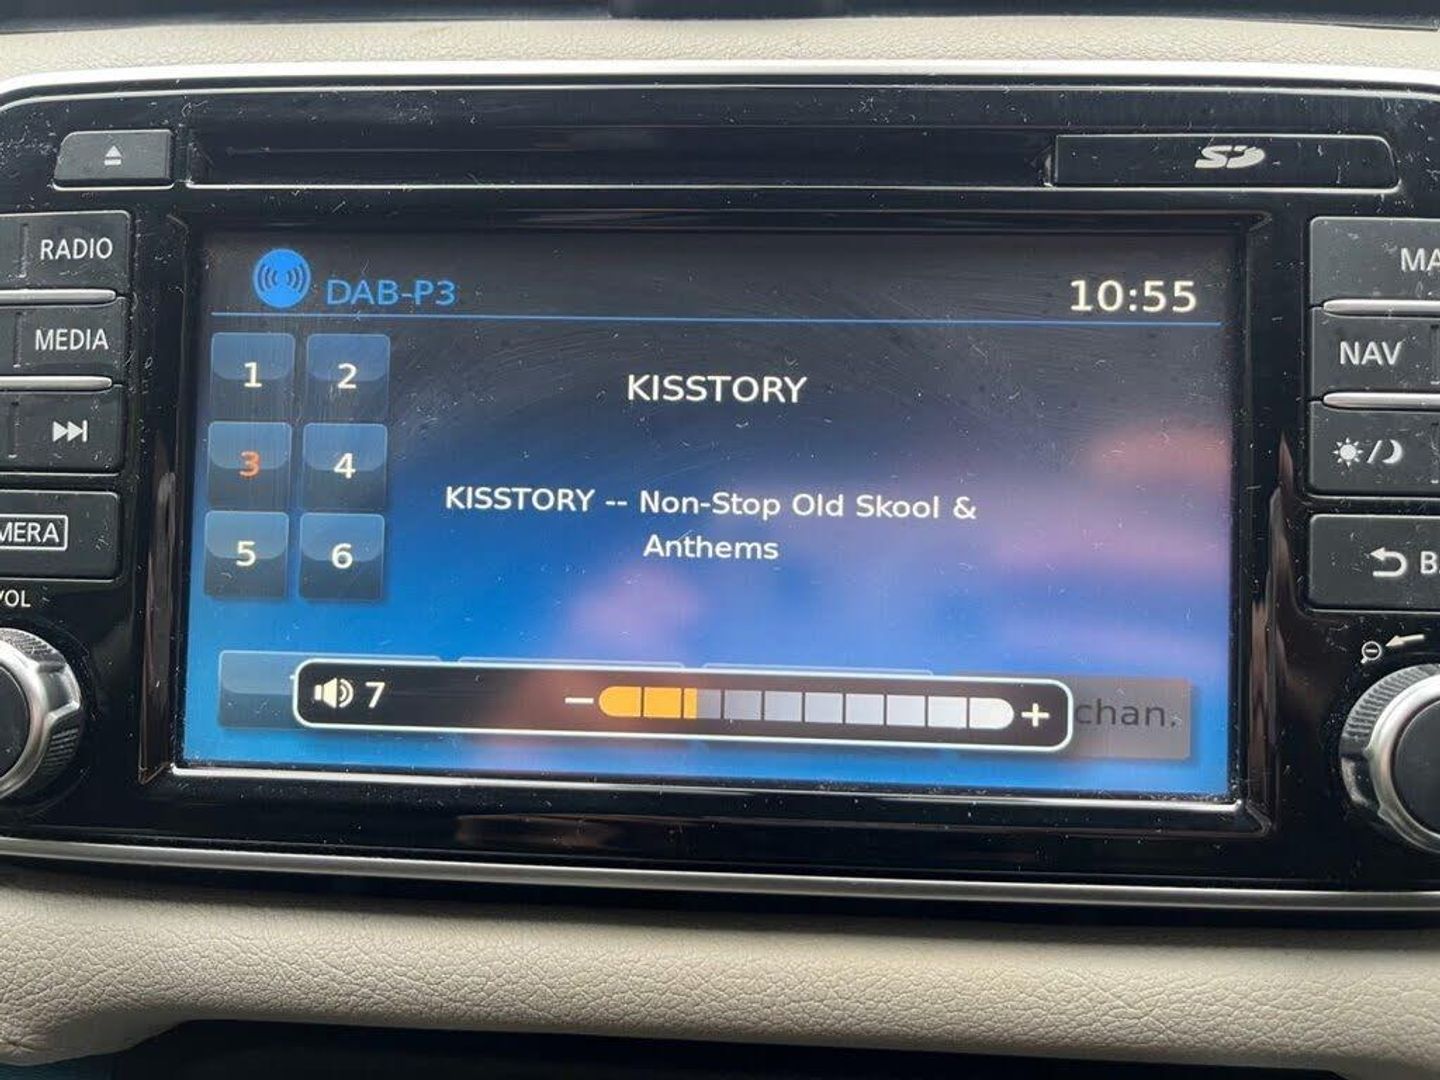 SD
RADIO
MEDIA
MERA
VOL
DAB-P3
10:55
1 2
3 4
5 6
KISSTORY
KISSTORY -- Non-Stop Old Skool &
Anthems
7
− +
chan.
MA
NAV
B